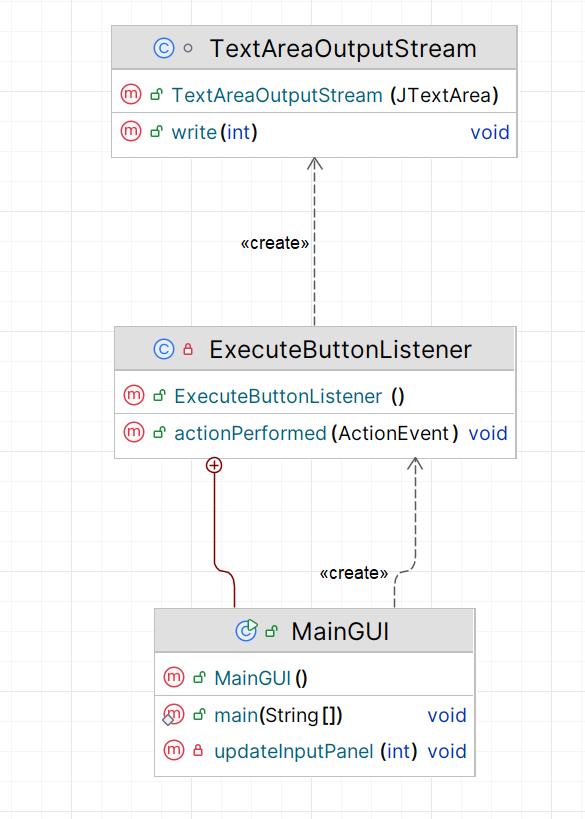 TextAreaOutputStream
TextAreaOutputStream (JTextArea)
write(int) void
«create»
ExecuteButtonListener
ExecuteButtonListener ()
actionPerformed(ActionEvent) void
«create»
MainGUI
MainGUI ()
main(String[]) void
updateInputPanel (int) void